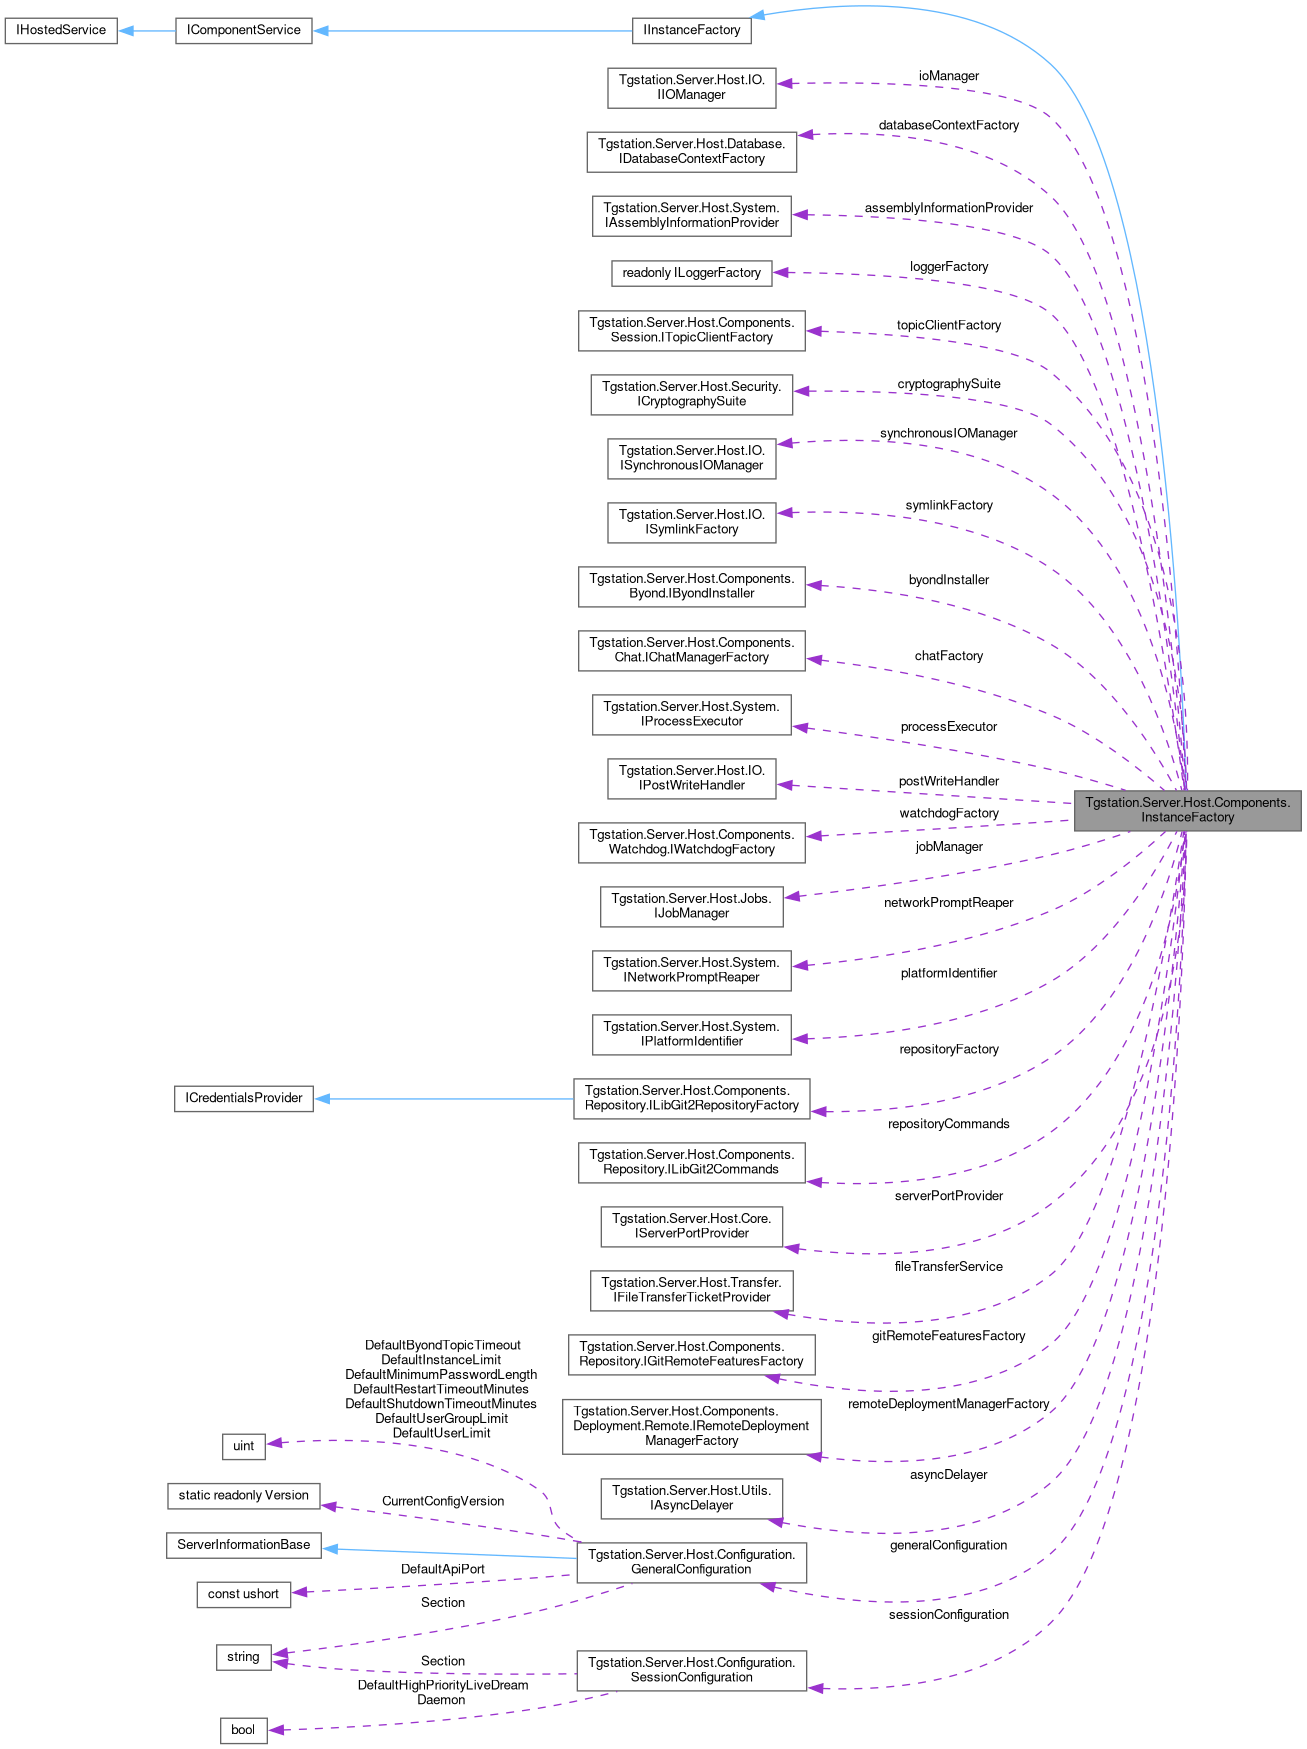 IHostedService
IComponentService
IInstanceFactory
Tgstation.Server.Host.IO.
IIOManager
ioManager
Tgstation.Server.Host.Database.
IDatabaseContextFactory
databaseContextFactory
Tgstation.Server.Host.System.
IAssemblyInformationProvider
assemblyInformationProvider
readonly ILoggerFactory
loggerFactory
Tgstation.Server.Host.Components.
Session.ITopicClientFactory
topicClientFactory
Tgstation.Server.Host.Security.
ICryptographySuite
cryptographySuite
Tgstation.Server.Host.IO.
ISynchronousIOManager
synchronousIOManager
Tgstation.Server.Host.IO.
ISymlinkFactory
symlinkFactory
Tgstation.Server.Host.Components.
Byond.IByondInstaller
byondInstaller
Tgstation.Server.Host.Components.
Chat.IChatManagerFactory
chatFactory
Tgstation.Server.Host.System.
IProcessExecutor
processExecutor
Tgstation.Server.Host.IO.
IPostWriteHandler
postWriteHandler
Tgstation.Server.Host.Components.
InstanceFactory
Tgstation.Server.Host.Components.
Watchdog.IWatchdogFactory
watchdogFactory
Tgstation.Server.Host.Jobs.
IJobManager
jobManager
Tgstation.Server.Host.System.
INetworkPromptReaper
networkPromptReaper
Tgstation.Server.Host.System.
IPlatformIdentifier
platformIdentifier
ICredentialsProvider
Tgstation.Server.Host.Components.
Repository.ILibGit2RepositoryFactory
repositoryFactory
Tgstation.Server.Host.Components.
Repository.ILibGit2Commands
repositoryCommands
Tgstation.Server.Host.Core.
IServerPortProvider
serverPortProvider
Tgstation.Server.Host.Transfer.
IFileTransferTicketProvider
fileTransferService
Tgstation.Server.Host.Components.
Repository.IGitRemoteFeaturesFactory
gitRemoteFeaturesFactory
Tgstation.Server.Host.Components.
Deployment.Remote.IRemoteDeployment
ManagerFactory
remoteDeploymentManagerFactory
Tgstation.Server.Host.Utils.
IAsyncDelayer
asyncDelayer
DefaultByondTopicTimeout
DefaultInstanceLimit
DefaultMinimumPasswordLength
DefaultRestartTimeoutMinutes
DefaultShutdownTimeoutMinutes
DefaultUserGroupLimit
DefaultUserLimit
uint
static readonly Version
CurrentConfigVersion
ServerInformationBase
Tgstation.Server.Host.Configuration.
GeneralConfiguration
generalConfiguration
const ushort
DefaultApiPort
Section
string
Section
Tgstation.Server.Host.Configuration.
SessionConfiguration
sessionConfiguration
DefaultHighPriorityLiveDream
Daemon
bool